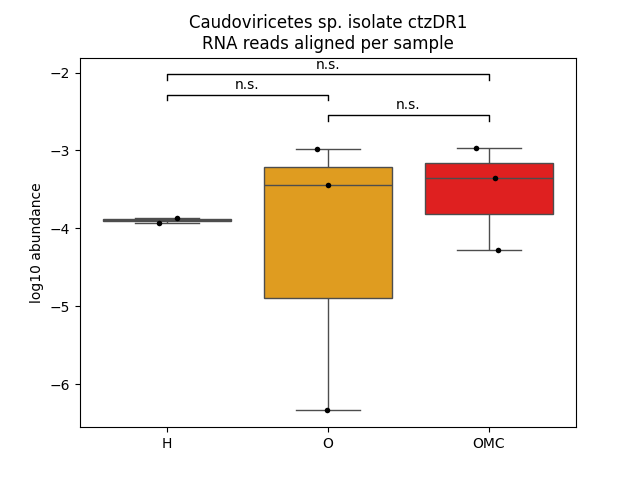 Caudoviricetes sp. isolate ctzDR1
RNA reads aligned per sample
n.s.
n.s.
n.s.
log10 abundance
−2
−3
−4
−5
−6
H
O
OMC